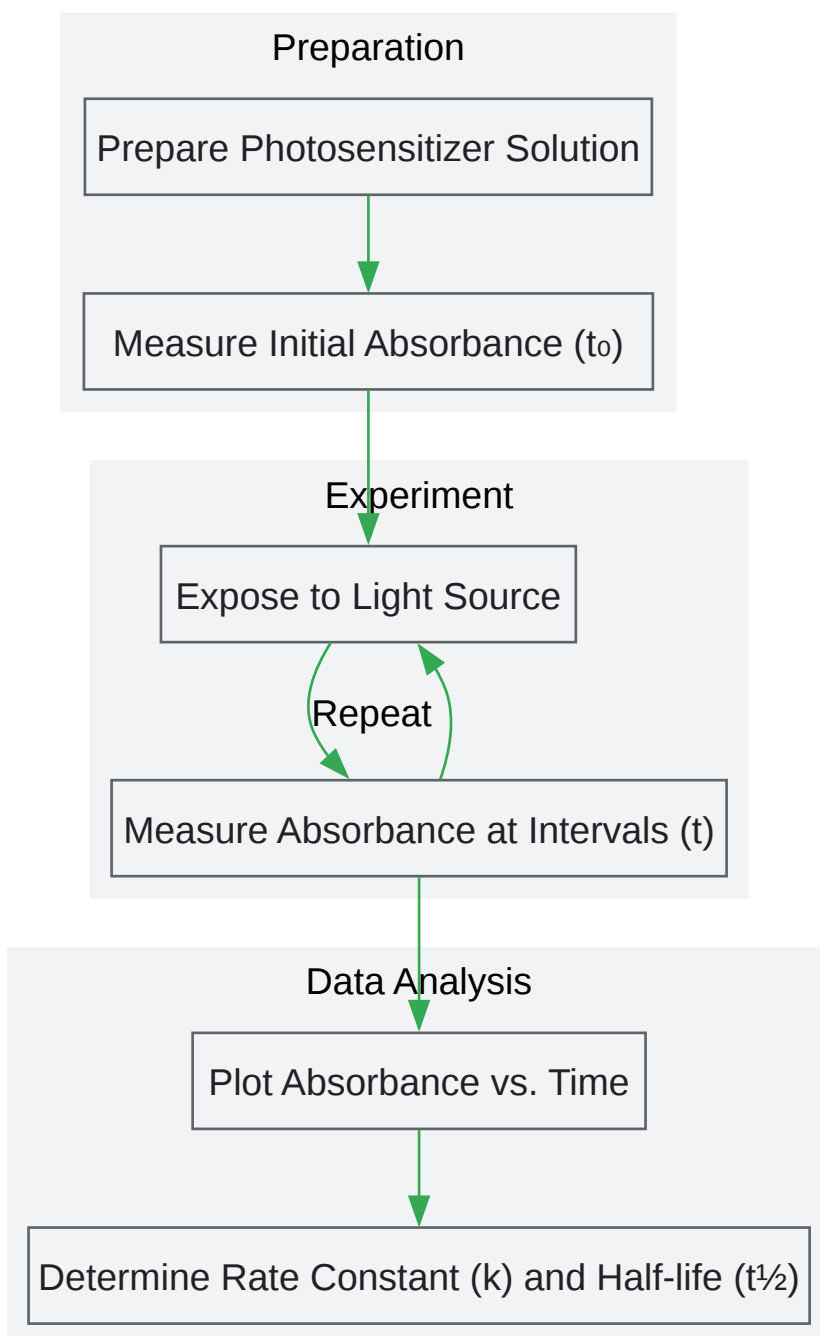 Preparation
Prepare Photosensitizer Solution
Measure Initial Absorbance (t₀)
Experiment
Expose to Light Source
Repeat
Measure Absorbance at Intervals (t)
Data Analysis
Plot Absorbance vs. Time
Determine Rate Constant (k) and Half-life (t½)